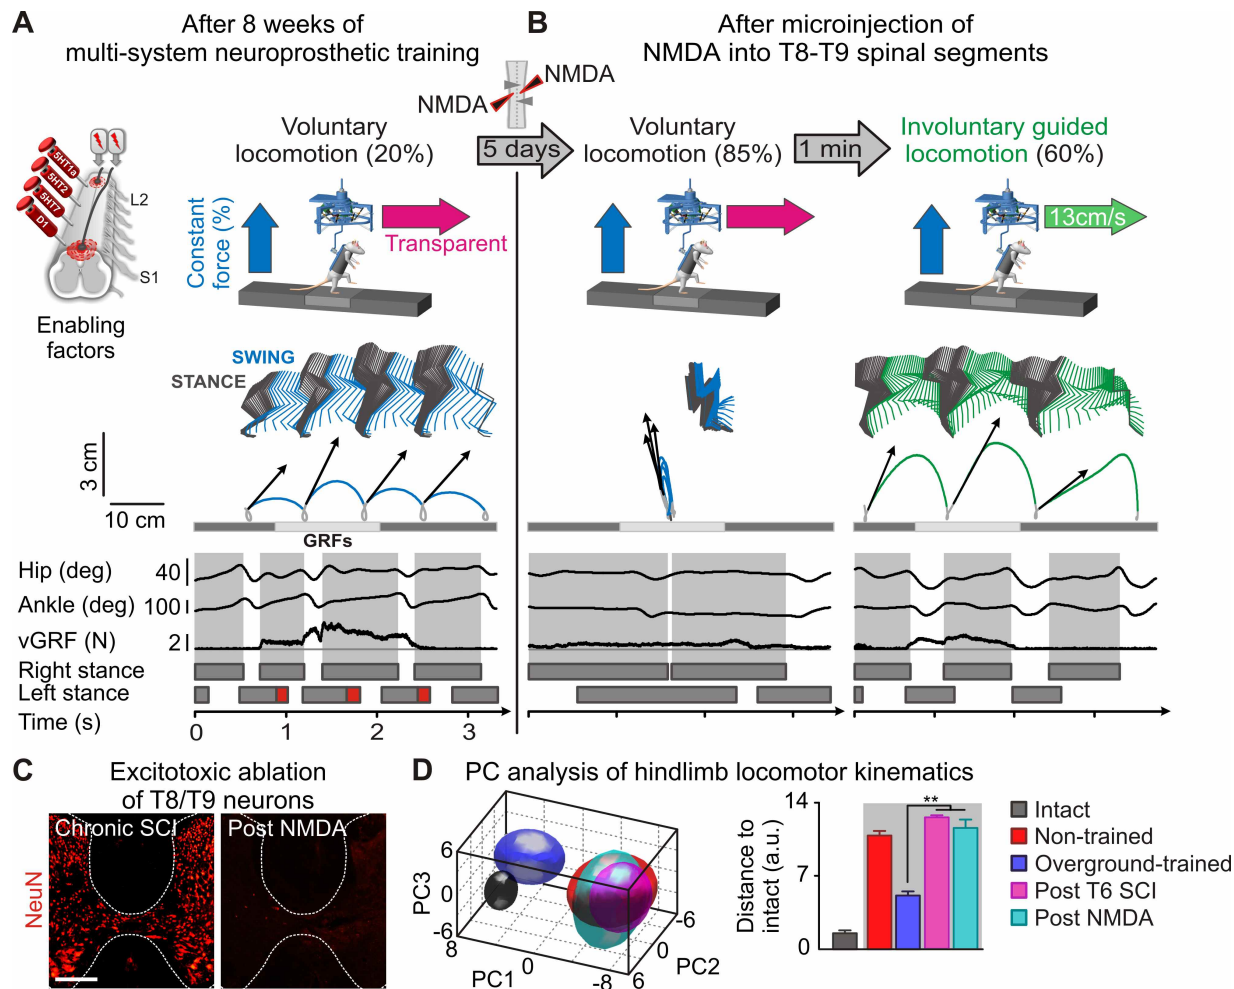 A
After 8 weeks of
multi-system neuroprosthetic training
B
After microinjection of
NMDA into T8-T9 spinal segments
NMDA
NMDA
5HT1a
5HT2
5HT7
D1
L2
S1
Enabling
factors
Voluntary
locomotion (20%)
5 days
Voluntary
locomotion (85%)
1 min
Involuntary guided
locomotion (60%)
Constant
force (%)
Transparent
13cm/s
SWING
STANCE
3 cm
10 cm
GRFs
Hip (deg)
40
Ankle (deg)
100
vGRF (N)
2
Right stance
Left stance
Time (s)
0 1 2 3
C
Excitotoxic ablation
of T8/T9 neurons
Chronic SCI
Post NMDA
NeuN
D
PC analysis of hindlimb locomotor kinematics
PC3
6
0
-6
8
0
-8
PC1
-6
0
6
PC2
Distance to
intact (a.u.)
14
7
0
**
Intact
Non-trained
Overground-trained
Post T6 SCI
Post NMDA